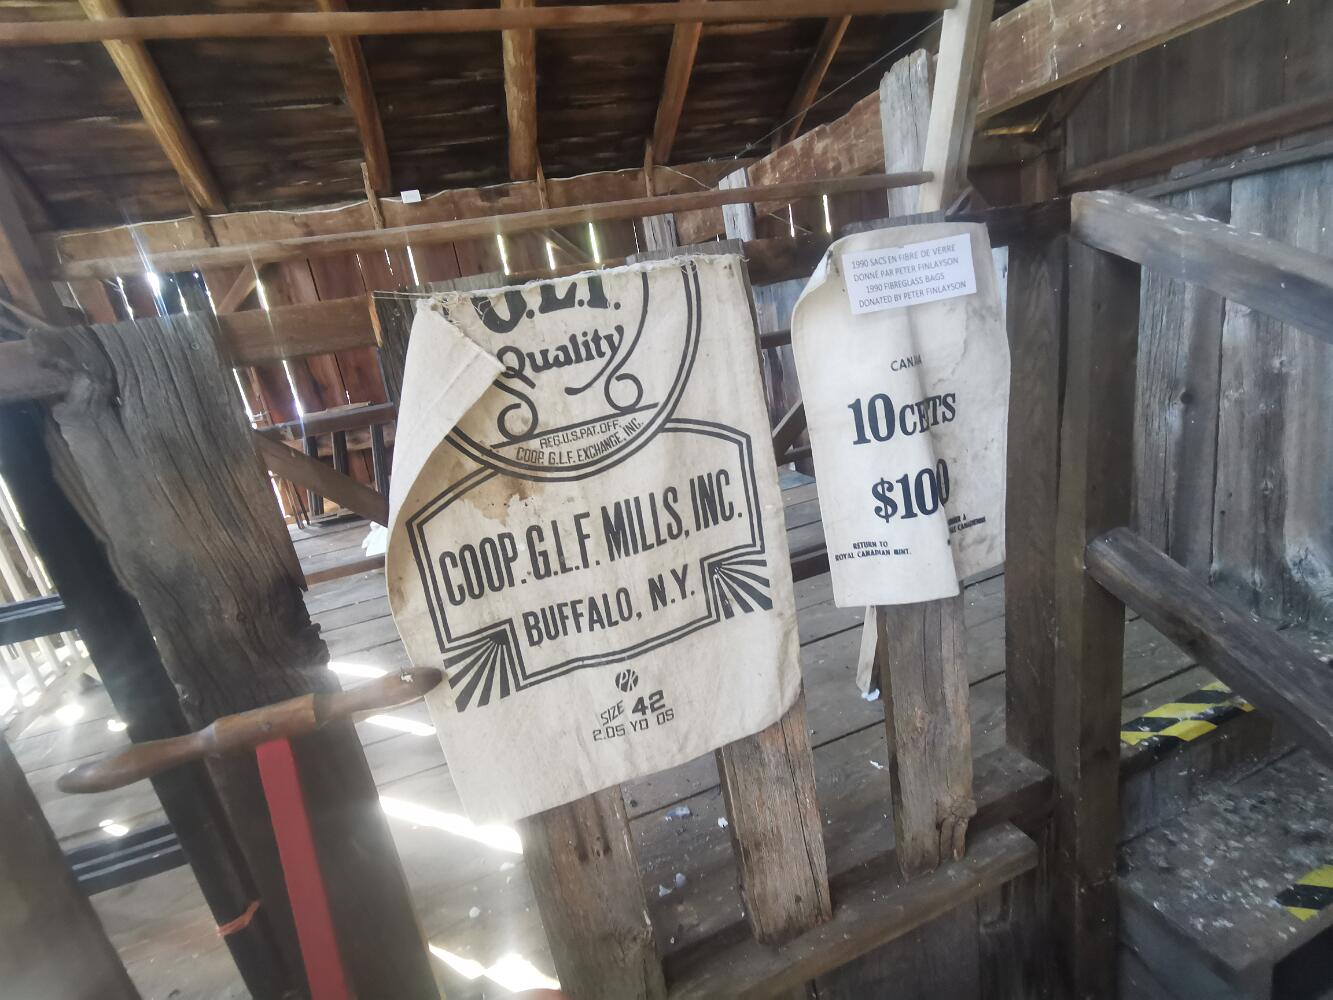 G.L.F.
Quality
REG.U.S.PAT.OFF.
COOP. G.L.F. EXCHANGE, INC.
COOP. G.L.F. MILLS, INC.
BUFFALO, N.Y.
PK
SIZE 42
2.05 YD OS
1990 SACS EN FIBRE DE VERRE
DONNÉ PAR PETER FINLAYSON
1990 FIBREGLASS BAGS
DONATED BY PETER FINLAYSON
10 CE TS
$100
RETURN TO
ROYAL CANADIAN MINT.